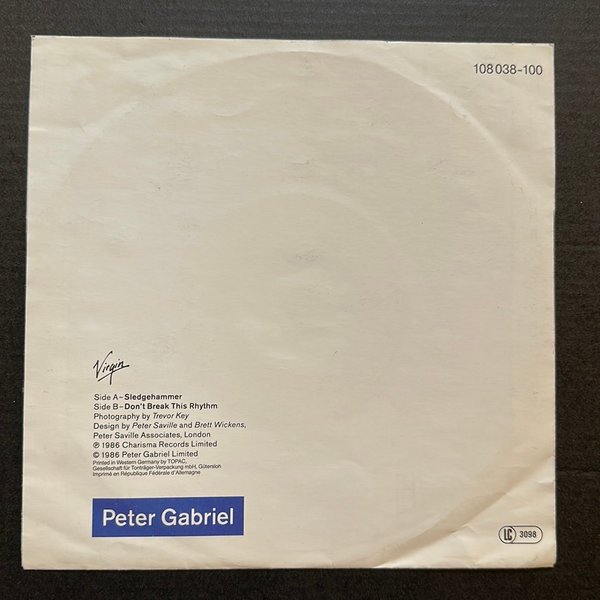 108 038-100
Virgin
Side A–Sledgehammer
Side B–Don't Break This Rhythm
Photography by Trevor Key
Design by Peter Saville and Brett Wickens,
Peter Saville Associates, London
℗ 1986 Charisma Records Limited
© 1986 Peter Gabriel Limited
Printed in Western Germany by TOPAC,
Gesellschaft für Tonträger-Verpackung mbH, Gütersloh
Imprimé en République Fédérale d'Allemagne
Peter Gabriel
LC 3098